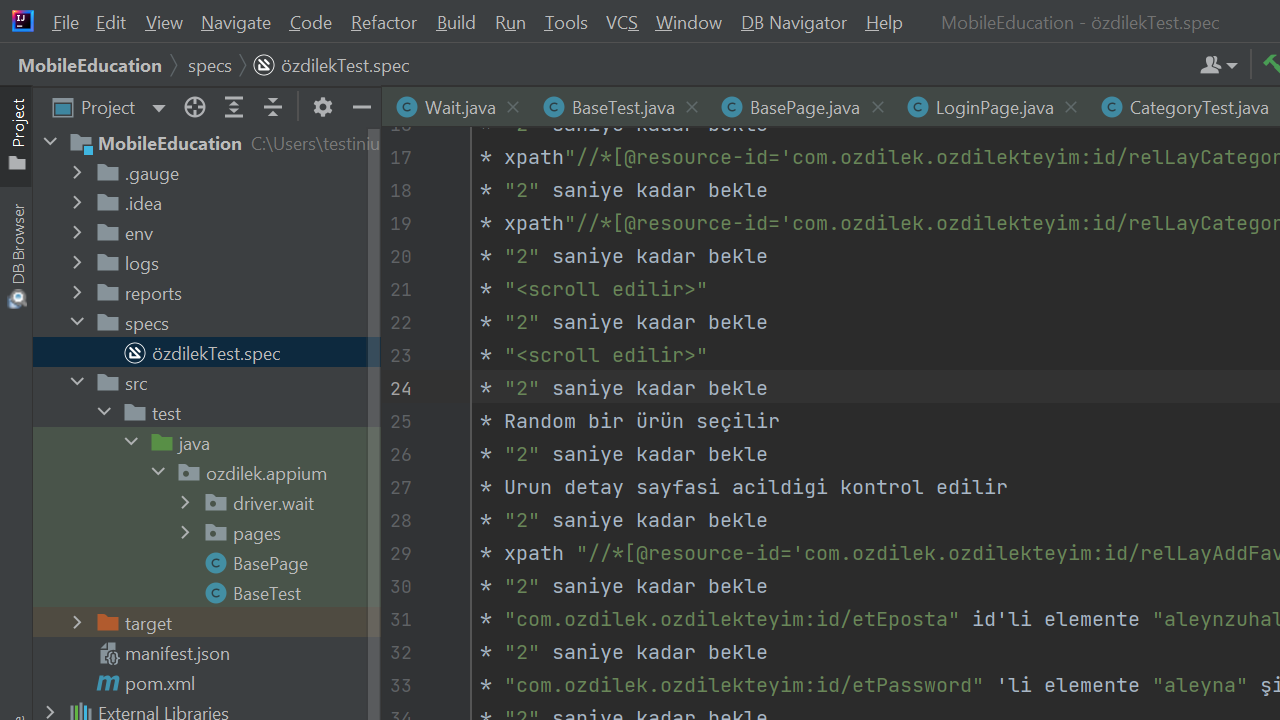 File Edit View Navigate Code Refactor Build Run Tools VCS Window DB Navigator Help MobileEducation - özdilekTest.spec
MobileEducation specs özdilekTest.spec
Project
DB Browser
Project
Wait.java BaseTest.java BasePage.java LoginPage.java CategoryTest.java
MobileEducation C:\Users\testiniu
.gauge
.idea
env
logs
reports
specs
özdilekTest.spec
src
test
java
ozdilek.appium
driver.wait
pages
BasePage
BaseTest
target
manifest.json
pom.xml
External Libraries
16 * "2" saniye kadar bekle
17 * xpath"//*[@resource-id='com.ozdilek.ozdilekteyim:id/relLayCategor
18 * "2" saniye kadar bekle
19 * xpath"//*[@resource-id='com.ozdilek.ozdilekteyim:id/relLayCategor
20 * "2" saniye kadar bekle
21 * "<scroll edilir>"
22 * "2" saniye kadar bekle
23 * "<scroll edilir>"
24 * "2" saniye kadar bekle
25 * Random bir ürün seçilir
26 * "2" saniye kadar bekle
27 * Urun detay sayfasi acildigi kontrol edilir
28 * "2" saniye kadar bekle
29 * xpath "//*[@resource-id='com.ozdilek.ozdilekteyim:id/relLayAddFav
30 * "2" saniye kadar bekle
31 * "com.ozdilek.ozdilekteyim:id/etEposta" id'li elemente "aleynzuhal
32 * "2" saniye kadar bekle
33 * "com.ozdilek.ozdilekteyim:id/etPassword" 'li elemente "aleyna" şi
34 * "2" saniye kadar bekle